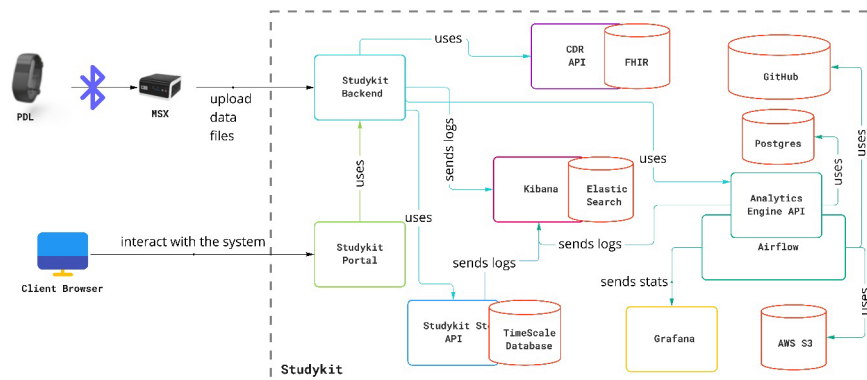 uses
CDR
API
FHIR
GitHub
Studykit
Backend
PDL
MSX
upload
data
files
sends logs
uses
Postgres
uses
uses
uses
Kibana
Elastic
Search
Analytics
Engine API
uses
Airflow
interact with the system
Studykit
Portal
sends logs
sends logs
Client Browser
sends stats
uses
Studykit
API
TimeScale
Database
Grafana
AWS S3
Studykit